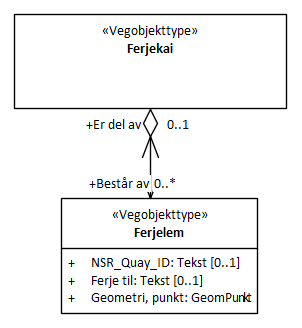 «Vegobjekttype»
Ferjekai
+Er del av 0..1
+Består av 0..*
«Vegobjekttype»
Ferjelem
+ NSR_Quay_ID: Tekst [0..1]
+ Ferje til: Tekst [0..1]
+ Geometri, punkt: GeomPunkt